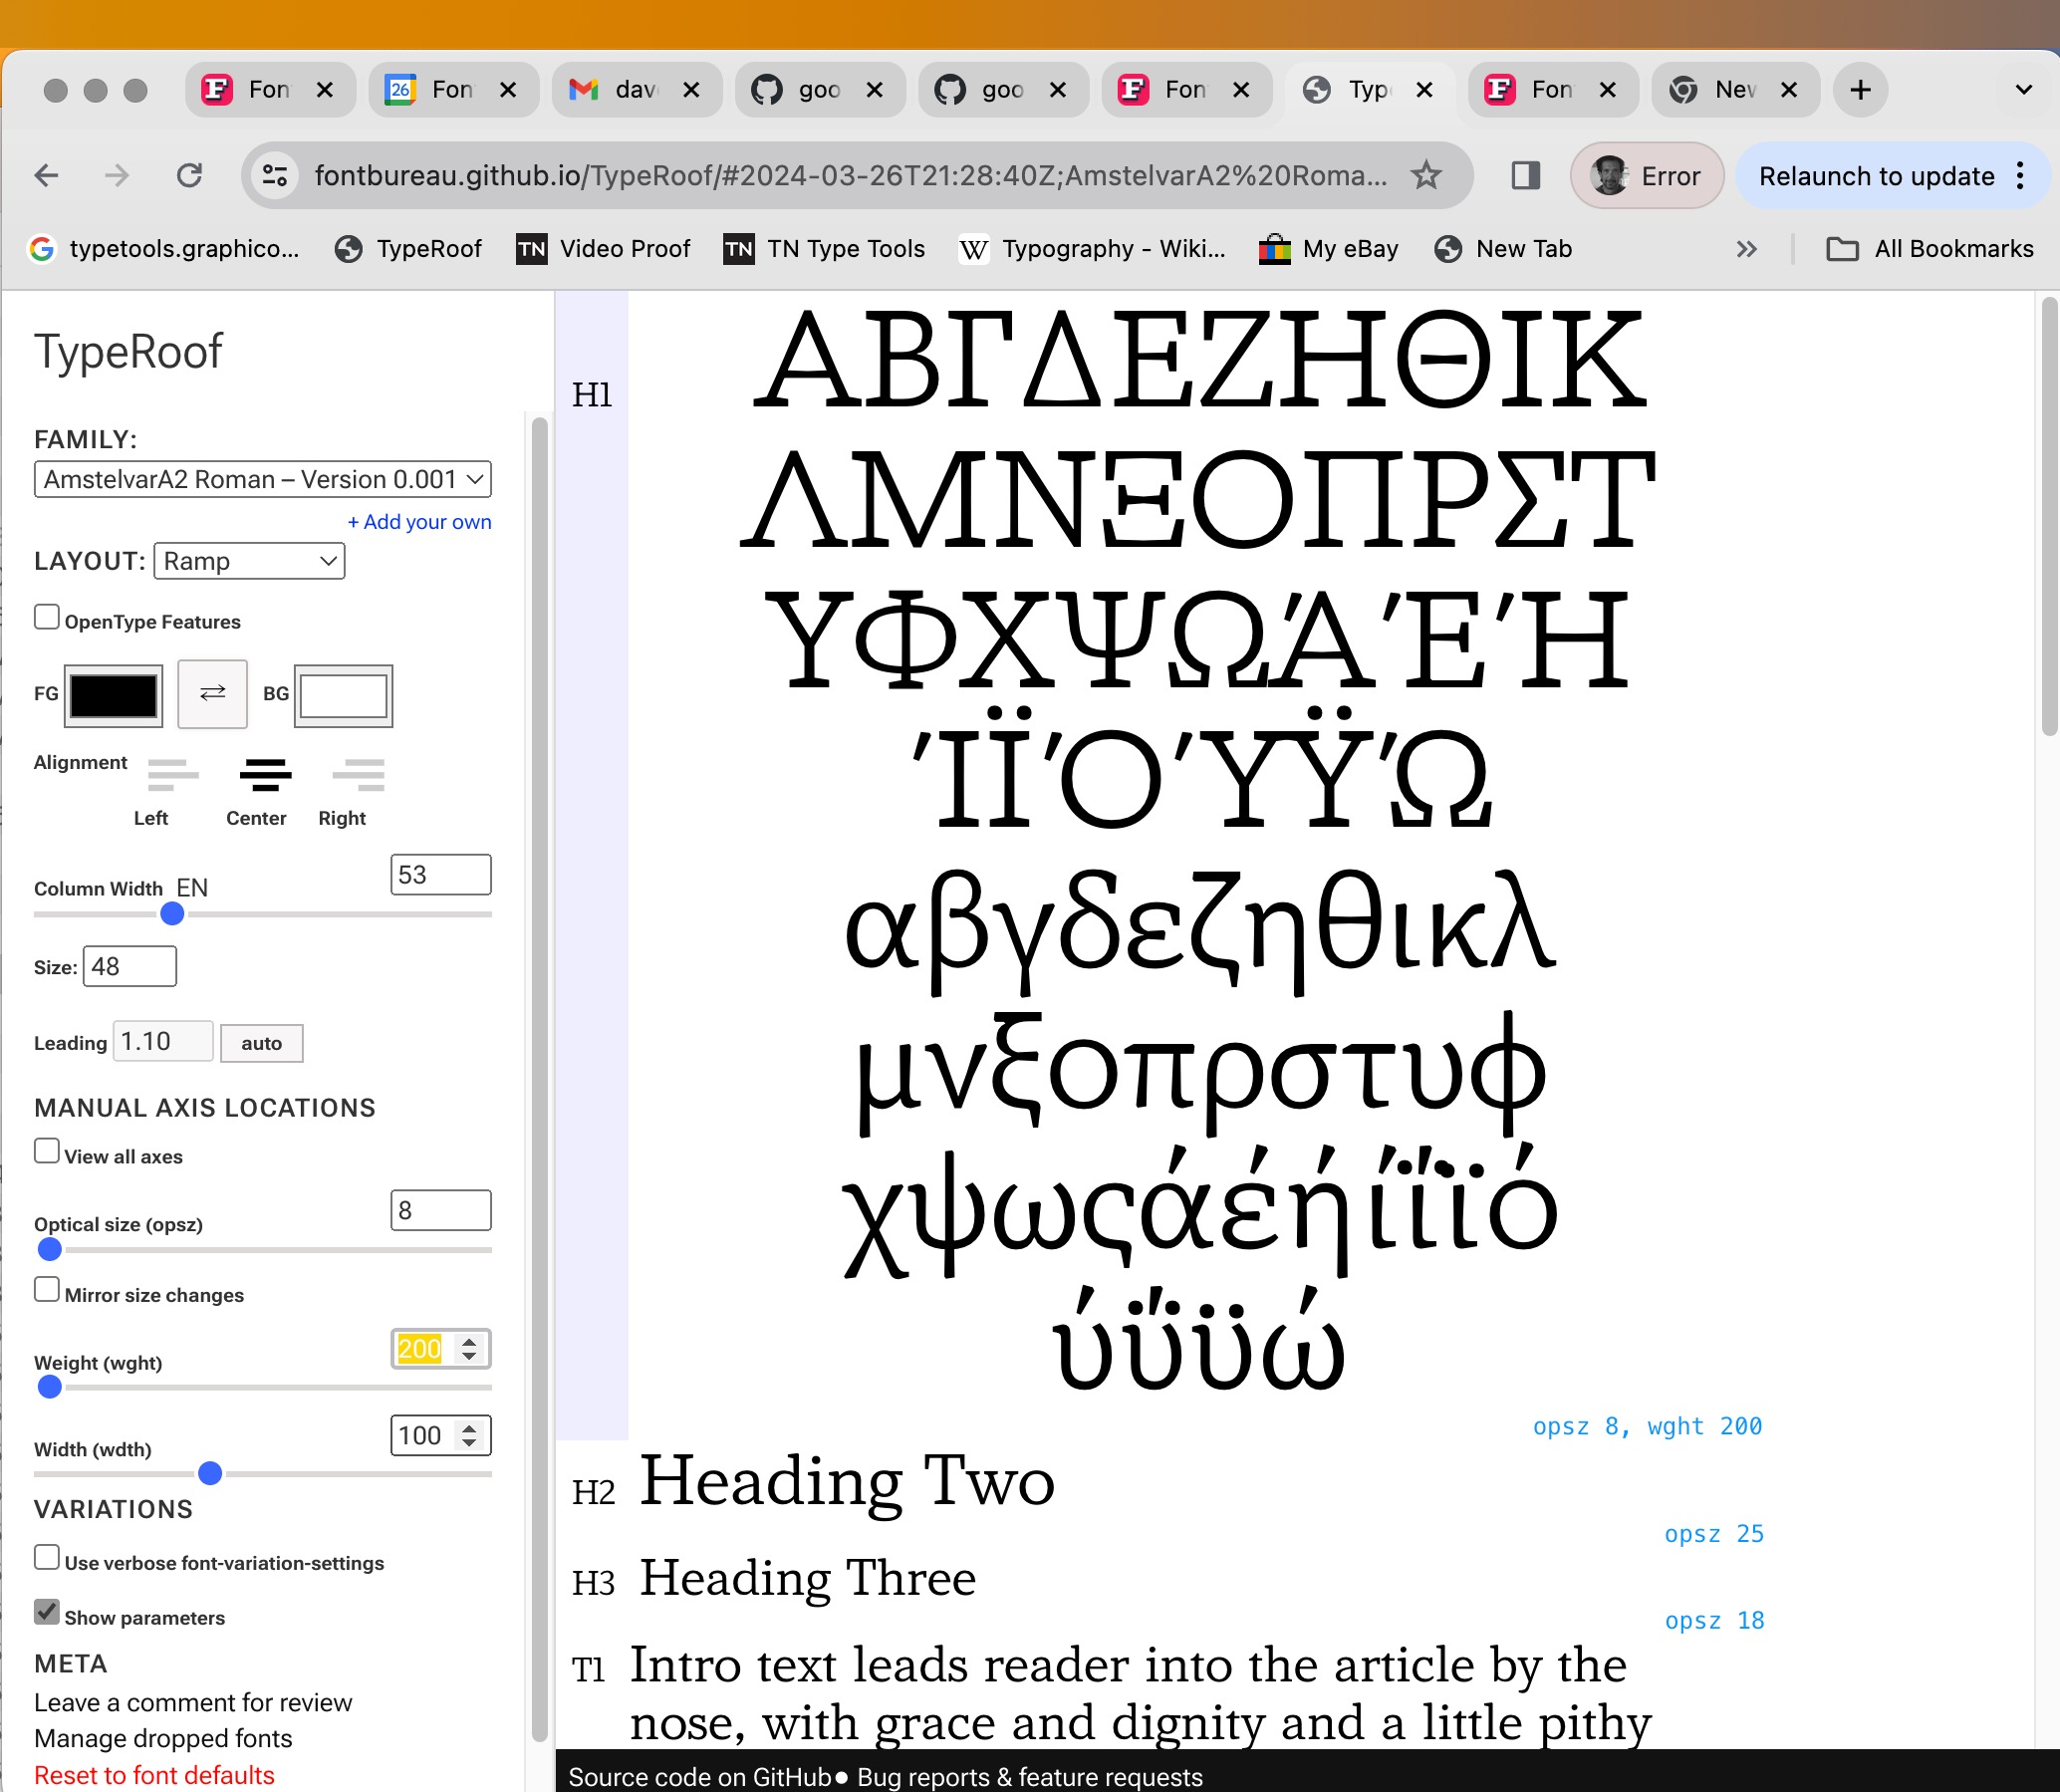 Fon
26
Fon
dav
goo
goo
Fon
Typ
Fon
New
fontbureau.github.io/TypeRoof/#2024-03-26T21:28:40Z;AmstelvarA2%20Roma...
Error
Relaunch to update
typetools.graphico...
TypeRoof
TN Video Proof
TN TN Type Tools
W Typography - Wiki...
My eBay
New Tab
All Bookmarks
TypeRoof
FAMILY:
AmstelvarA2 Roman – Version 0.001
+ Add your own
LAYOUT: Ramp
OpenType Features
FG
BG
Alignment
Left Center Right
Column Width EN 53
Size: 48
Leading 1.10 auto
MANUAL AXIS LOCATIONS
View all axes
Optical size (opsz) 8
Mirror size changes
Weight (wght) 200
Width (wdth) 100
VARIATIONS
Use verbose font-variation-settings
Show parameters
META
Leave a comment for review
Manage dropped fonts
Reset to font defaults
H1
ΑΒΓΔΕΖΗΘΙΚ
ΛΜΝΞΟΠΡΣΤ
ΥΦΧΨΩΆΈΉ
ΊΪΌΎΫΏ
αβγδεζηθικλ
μνξοπρστυφ
χψωςάέήίΐϊό
ύΰϋώ
opsz 8, wght 200
H2 Heading Two
opsz 25
H3 Heading Three
opsz 18
T1 Intro text leads reader into the article by the
nose, with grace and dignity and a little pithy
Source code on GitHub● Bug reports & feature requests